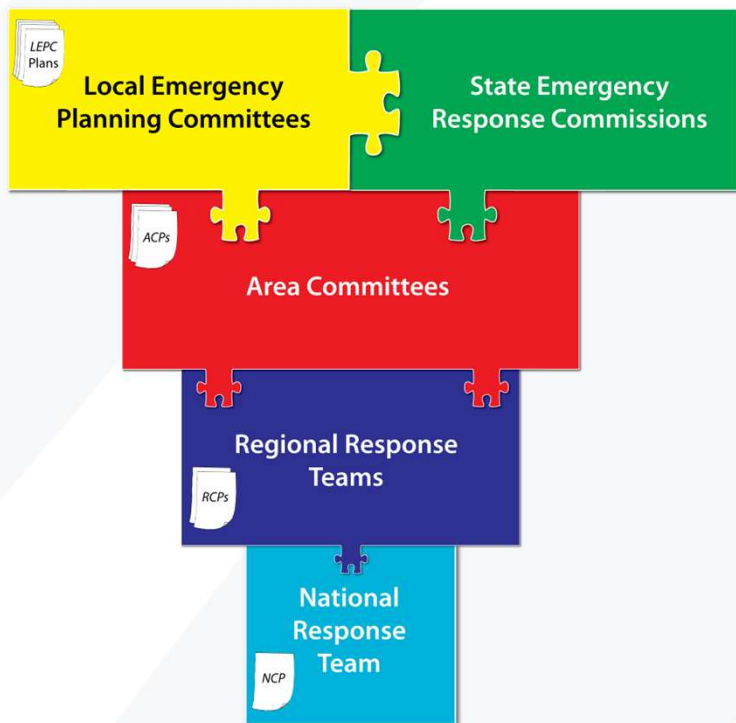 LEPC
Plans
Local Emergency
Planning Committees
State Emergency
Response Commissions
ACPs
Area Committees
Regional Response
Teams
RCPs
National
Response
Team
NCP